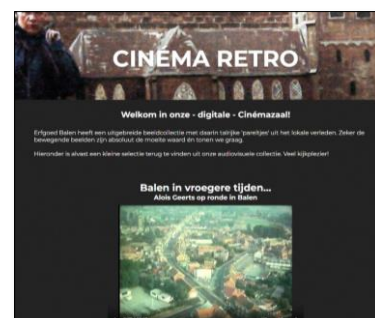 CINEMA RETRO
Welkom in onze - digitale - Cinémazaal!
Erfgoed Balen heeft een uitgebreide beeldcollectie met daarin talrijke 'pareltjes' uit het lokale verleden. Zeker de
bewegende beelden zijn absoluut de moeite waard én tonen we graag.
Hieronder is alvast een kleine selectie terug te vinden uit onze audiovisuele collectie. Veel kijkplezier!
Balen in vroegere tijden...
Alois Geerts op ronde in Balen